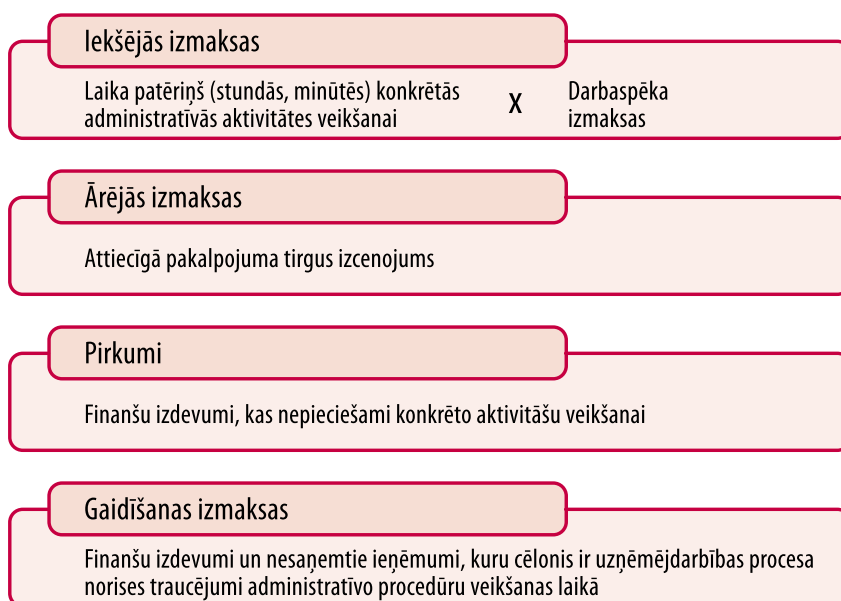 Iekšējās izmaksas
Laika patēriņš (stundās, minūtēs) konkrētās
administratīvās aktivitātes veikšanai
X
Darbaspēka
izmaksas
Ārējās izmaksas
Attiecīgā pakalpojuma tirgus izcenojums
Pirkumi
Finanšu izdevumi, kas nepieciešami konkrēto aktivitāšu veikšanai
Gaidīšanas izmaksas
Finanšu izdevumi un nesaņemtie ieņēmumi, kuru cēlonis ir uzņēmējdarbības procesa
norises traucējumi administratīvo procedūru veikšanas laikā